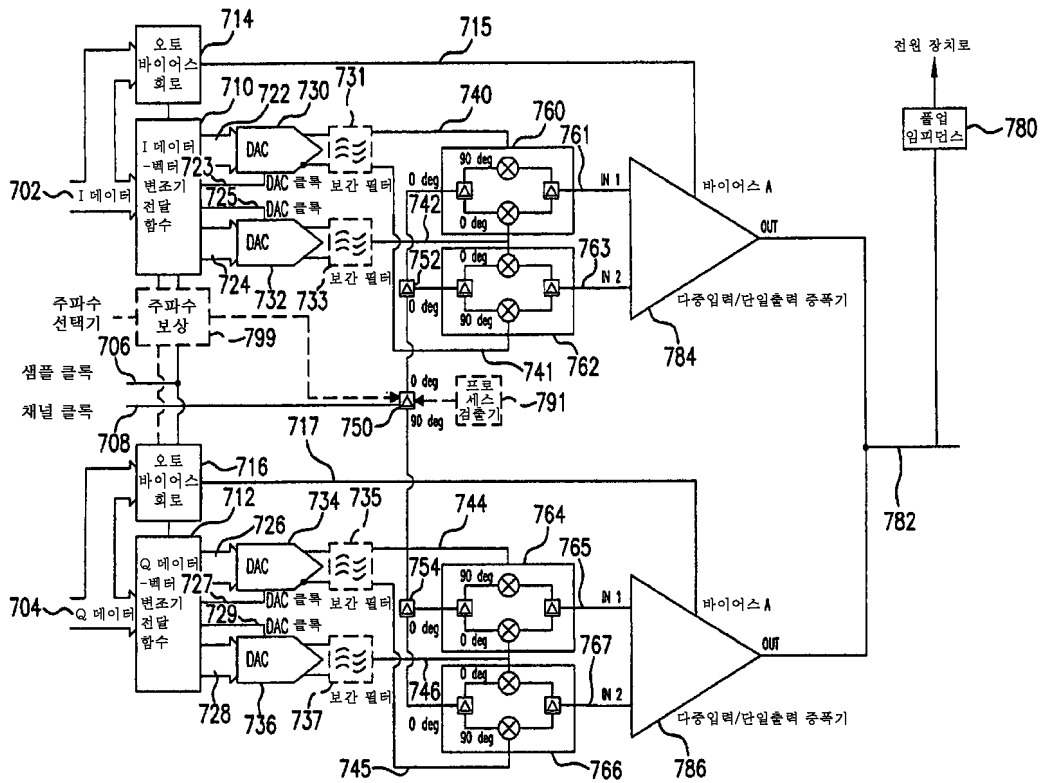 714
오토
바이어스
회로
715
전원 장치로
풀업
임피던스
780
710
722
730
731
740
760
761
702
I 데이터
I 데이터
-벡터
변조기
전달
함수
723
725
DAC
DAC 클록
DAC 클록
보간 필터
90 deg
0 deg
0 deg
IN 1
바이어스 A
OUT
742
752
763
DAC
724
732
733
보간 필터
0 deg
0 deg
90 deg
IN 2
762
741
784
다중입력/단일출력 증폭기
주파수
선택기
주파수
보상
799
706
샘플 클록
채널 클록
708
0 deg
750
90 deg
프로
세스
검출기
791
717
오토
바이어스
회로
716
712
726
734
735
744
764
765
782
704
Q 데이터
Q 데이터
-벡터
변조기
전달
함수
727
729
DAC
DAC 클록
DAC 클록
보간 필터
754
90 deg
0 deg
0 deg
IN 1
바이어스 A
OUT
767
DAC
728
736
737
보간 필터
746
0 deg
0 deg
90 deg
IN 2
745
766
786
다중입력/단일출력 증폭기